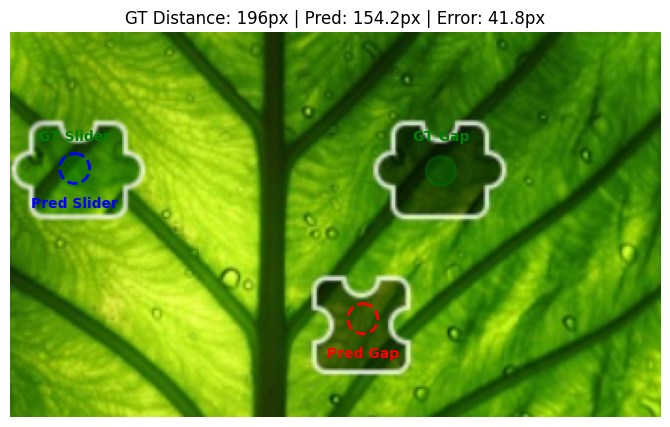 GT Distance: 196px | Pred: 154.2px | Error: 41.8px
GT Slider
GT Gap
Pred Slider
Pred Gap